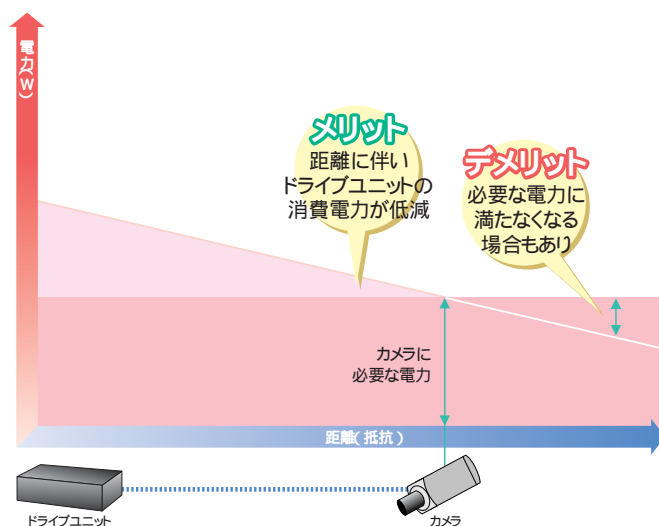 電力(W)
メリット
距離に伴い
ドライブユニットの
消費電力が低減
デメリット
必要な電力に
満たなくなる
場合もあり
カメラに
必要な電力
距離(抵抗)
ドライブユニット
カメラ